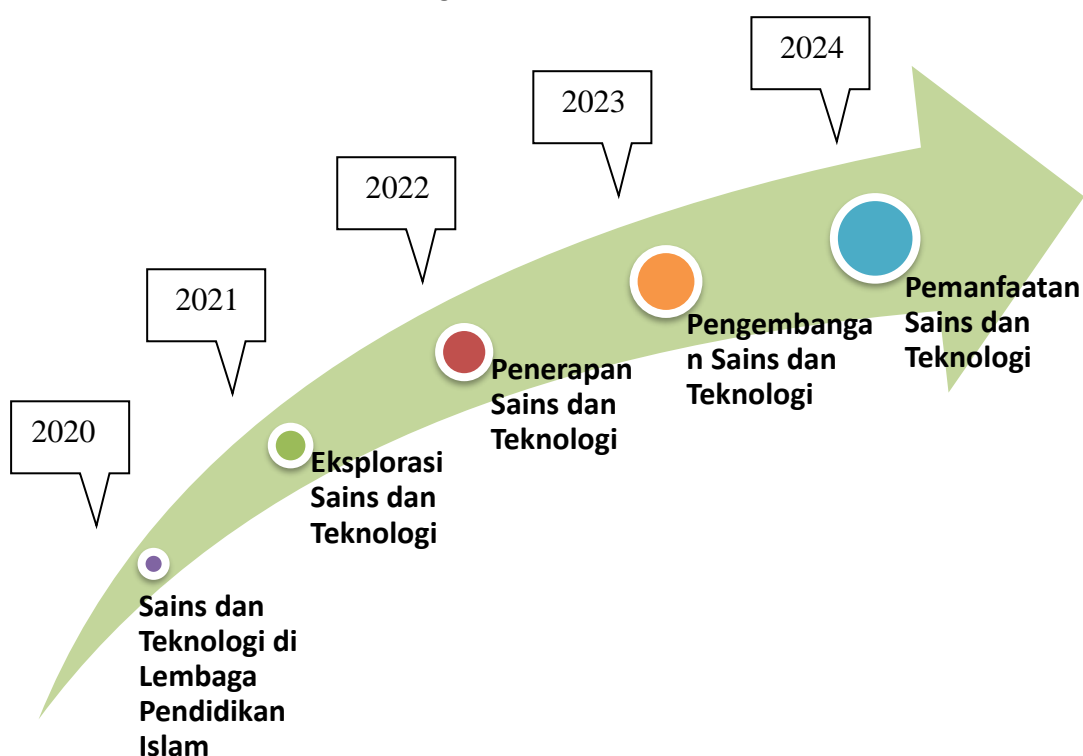 2020
Sains dan
Teknologi di
Lembaga
Pendidikan
Islam
2021
Eksplorasi
Sains dan
Teknologi
2022
Penerapan
Sains dan
Teknologi
2023
Pengembanga
n Sains dan
Teknologi
2024
Pemanfaatan
Sains dan
Teknologi